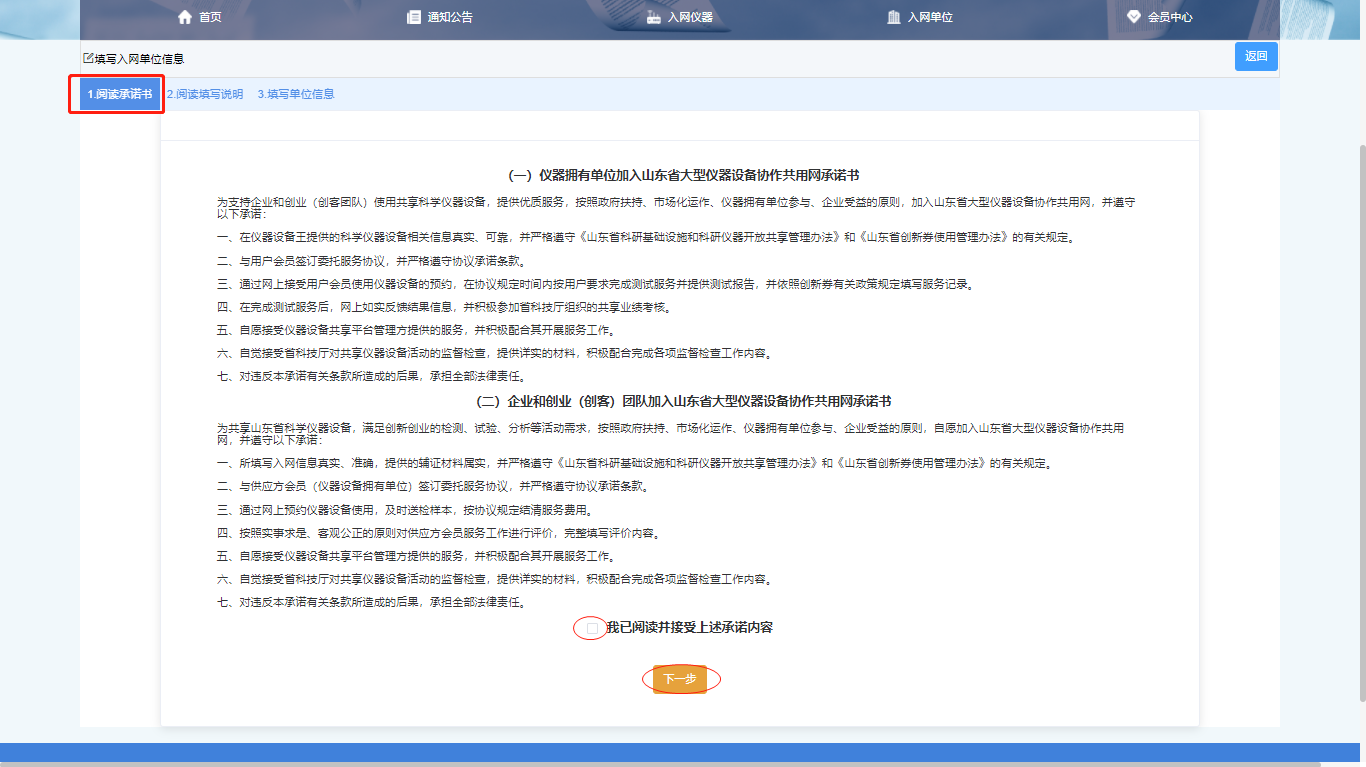 首页 通知公告 入网仪器 入网单位 会员中心
填写入网单位信息 返回
1.阅读承诺书 2.阅读填写说明 3.填写单位信息
（一）仪器拥有单位加入山东省大型仪器设备协作共用网承诺书
为支持企业和创业（创客团队）使用共享科学仪器设备，提供优质服务，按照政府扶持、市场化运作、仪器拥有单位参与、企业受益的原则，加入山东省大型仪器设备协作共用网，并遵守
以下承诺：
一、在仪器设备王提供的科学仪器设备相关信息真实、可靠，并严格遵守《山东省科研基础设施和科研仪器开放共享管理办法》和《山东省创新券使用管理办法》的有关规定。
二、与用户会员签订委托服务协议，并严格遵守协议承诺条款。
三、通过网上接受用户会员使用仪器设备的预约，在协议规定时间内按用户要求完成测试服务并提供测试报告，并依照创新券有关政策规定填写服务记录。
四、在完成测试服务后，网上如实反馈结果信息，并积极参加省科技厅组织的共享业绩考核。
五、自愿接受仪器设备共享平台管理方提供的服务，并积极配合其开展服务工作。
六、自觉接受省科技厅对共享仪器设备活动的监督检查，提供详实的材料，积极配合完成各项监督检查工作内容。
七、对违反本承诺有关条款所造成的后果，承担全部法律责任。
（二）企业和创业（创客）团队加入山东省大型仪器设备协作共用网承诺书
为共享山东省科学仪器设备，满足创新创业的检测、试验、分析等活动需求，按照政府扶持、市场化运作、仪器拥有单位参与、企业受益的原则，自愿加入山东省大型仪器设备协作共用
网，并遵守以下承诺：
一、所填写入网信息真实、准确，提供的辅证材料属实，并严格遵守《山东省科研基础设施和科研仪器开放共享管理办法》和《山东省创新券使用管理办法》的有关规定。
二、与供应方会员（仪器设备拥有单位）签订委托服务协议，并严格遵守协议承诺条款。
三、通过网上预约仪器设备使用，及时送检样本，按协议规定结清服务费用。
四、按照实事求是、客观公正的原则对供应方会员服务工作进行评价，完整填写评价内容。
五、自愿接受仪器设备共享平台管理方提供的服务，并积极配合其开展服务工作。
六、自觉接受省科技厅对共享仪器设备活动的监督检查，提供详实的材料，积极配合完成各项监督检查工作内容。
七、对违反本承诺有关条款所造成的后果，承担全部法律责任。
我已阅读并接受上述承诺内容
下一步